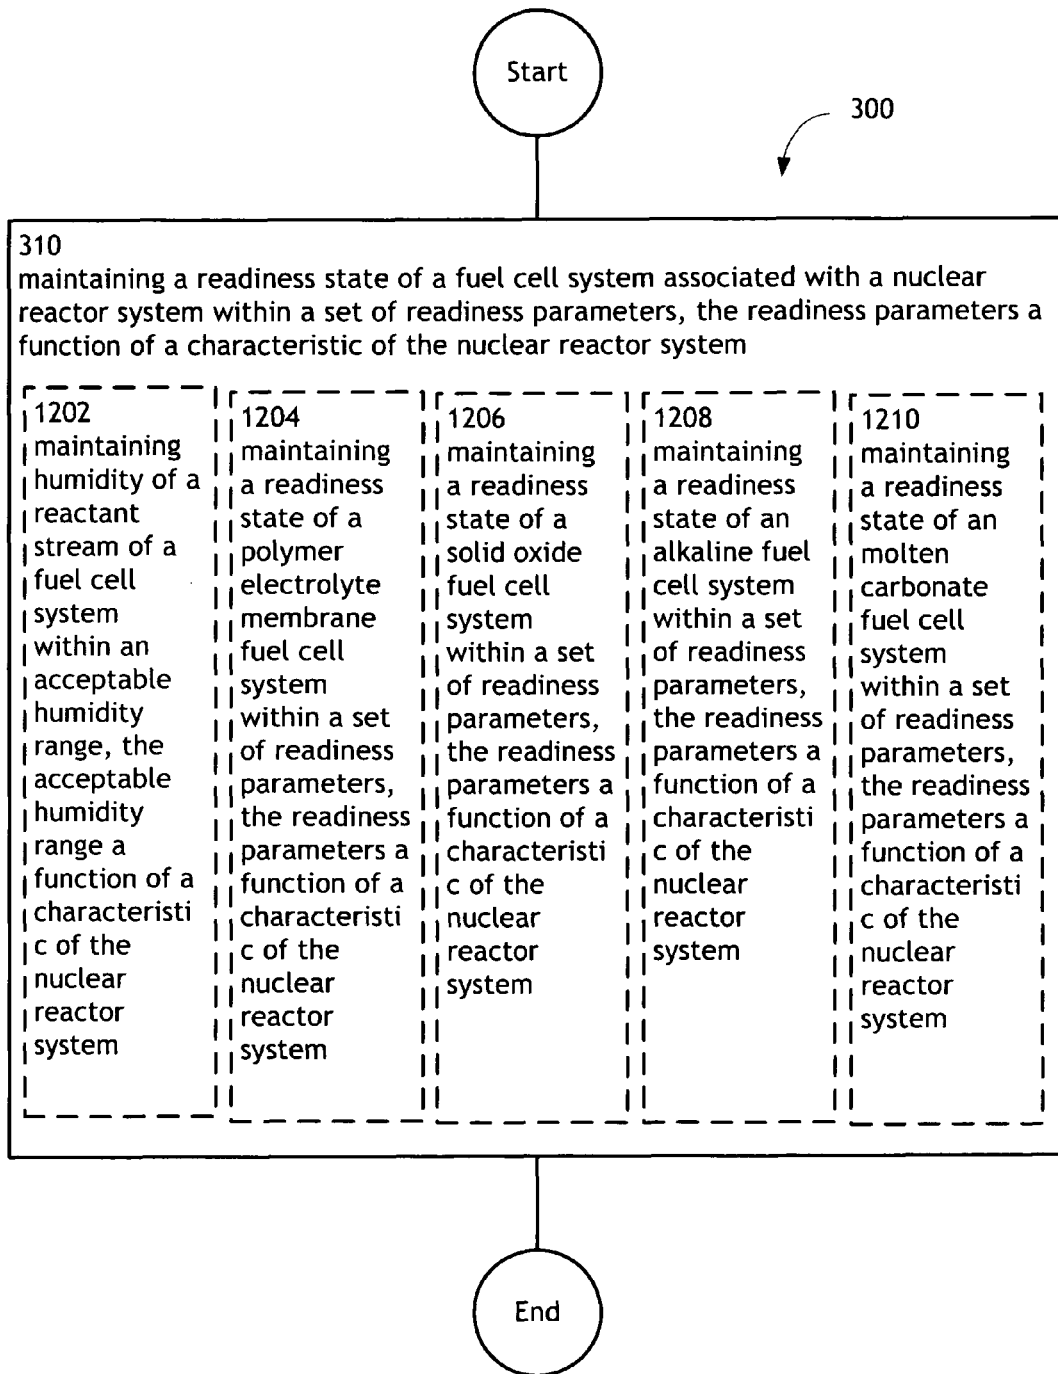 Start
300
310
maintaining a readiness state of a fuel cell system associated with a nuclear
reactor system within a set of readiness parameters, the readiness parameters a
function of a characteristic of the nuclear reactor system
1202
maintaining
humidity of a
reactant
stream of a
fuel cell
system
within an
acceptable
humidity
range, the
acceptable
humidity
range a
function of a
characteristi
c of the
nuclear
reactor
system
1204
maintaining
a readiness
state of a
polymer
electrolyte
membrane
fuel cell
system
within a set
of readiness
parameters,
the readiness
parameters a
function of a
characteristi
c of the
nuclear
reactor
system
1206
maintaining
a readiness
state of a
solid oxide
fuel cell
system
within a set
of readiness
parameters,
the readiness
parameters a
function of a
characteristi
c of the
nuclear
reactor
system
1208
maintaining
a readiness
state of an
alkaline fuel
cell system
within a set
of readiness
parameters,
the readiness
parameters a
function of a
characteristi
c of the
nuclear
reactor
system
1210
maintaining
a readiness
state of an
molten
carbonate
fuel cell
system
within a set
of readiness
parameters,
the readiness
parameters a
function of a
characteristi
c of the
nuclear
reactor
system
End